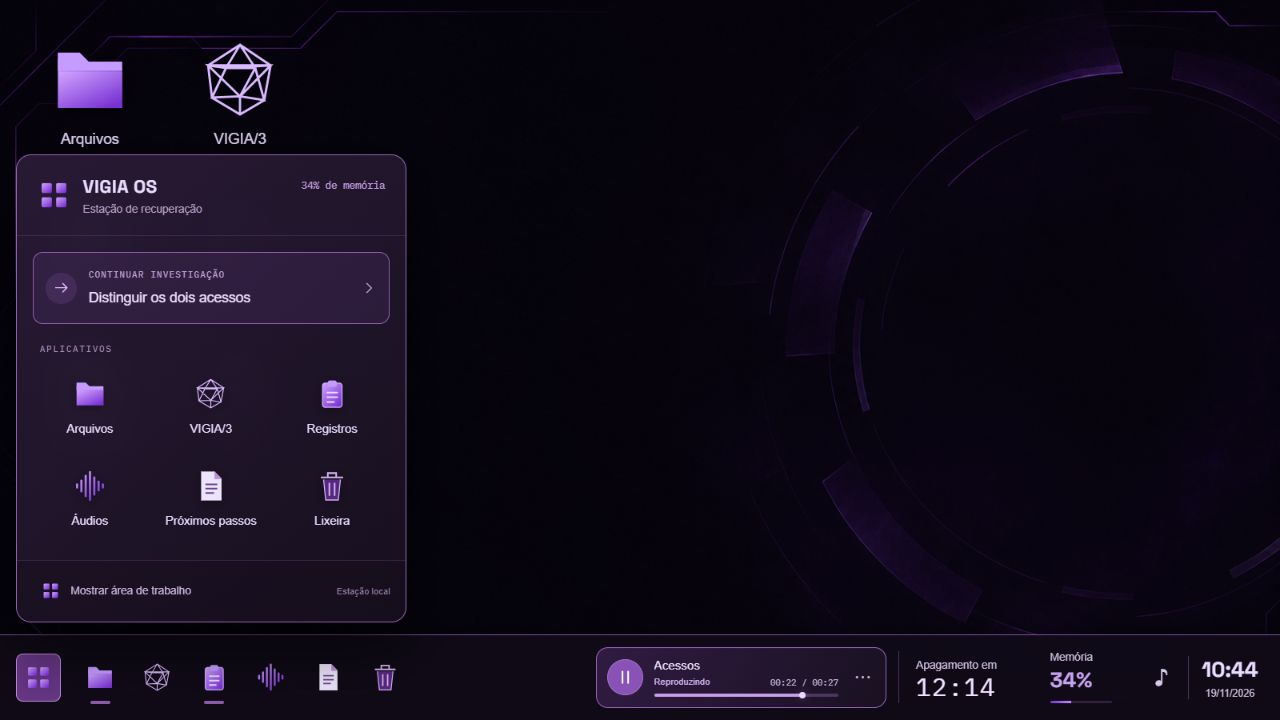 Arquivos
VIGIA/3
VIGIA OS
34% de memória
Estação de recuperação
CONTINUAR INVESTIGAÇÃO
Distinguir os dois acessos
APLICATIVOS
Arquivos
VIGIA/3
Registros
Áudios
Próximos passos
Lixeira
Mostrar área de trabalho
Estação local
Acessos
Reproduzindo
00:22 / 00:27
Apagamento em
12:14
Memória
34%
10:44
19/11/2026